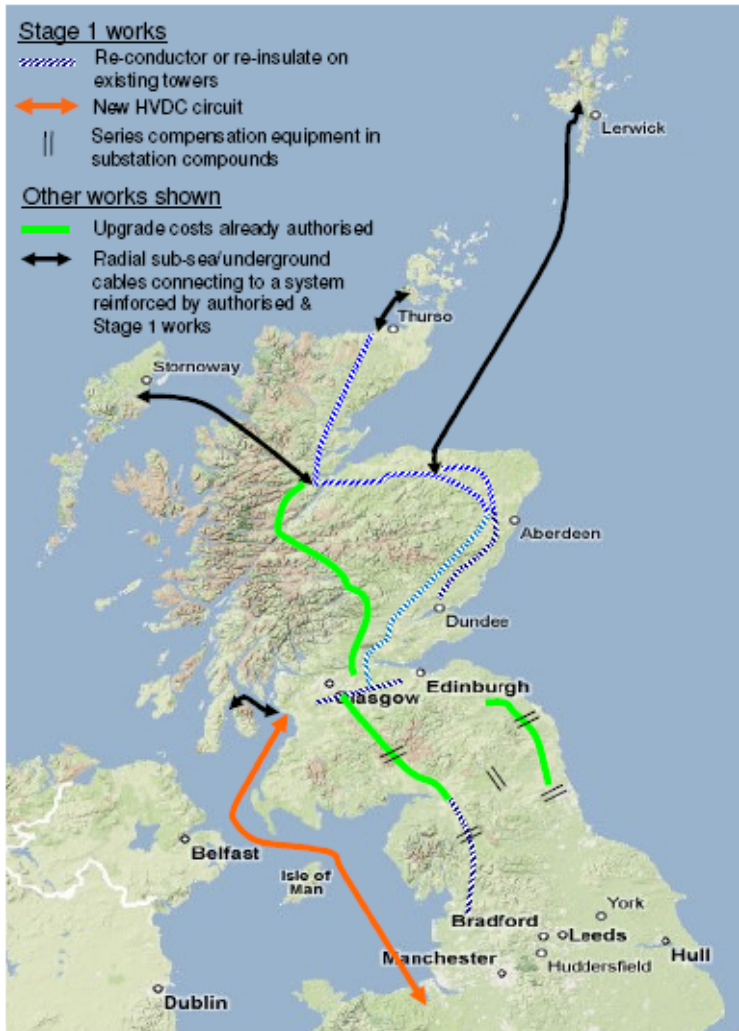 Stage 1 works
Re-conductor or re-insulate on
existing towers
New HVDC circuit
Series compensation equipment in
substation compounds
Other works shown
Upgrade costs already authorised
Radial sub-sea/underground
cables connecting to a system
reinforced by authorised &
Stage 1 works
Lerwick
Thurso
Stornoway
Aberdeen
Dundee
Edinburgh
Glasgow
Belfast
Isle of
Man
York
Bradford
Leeds
Hull
Manchester
Huddersfield
Dublin